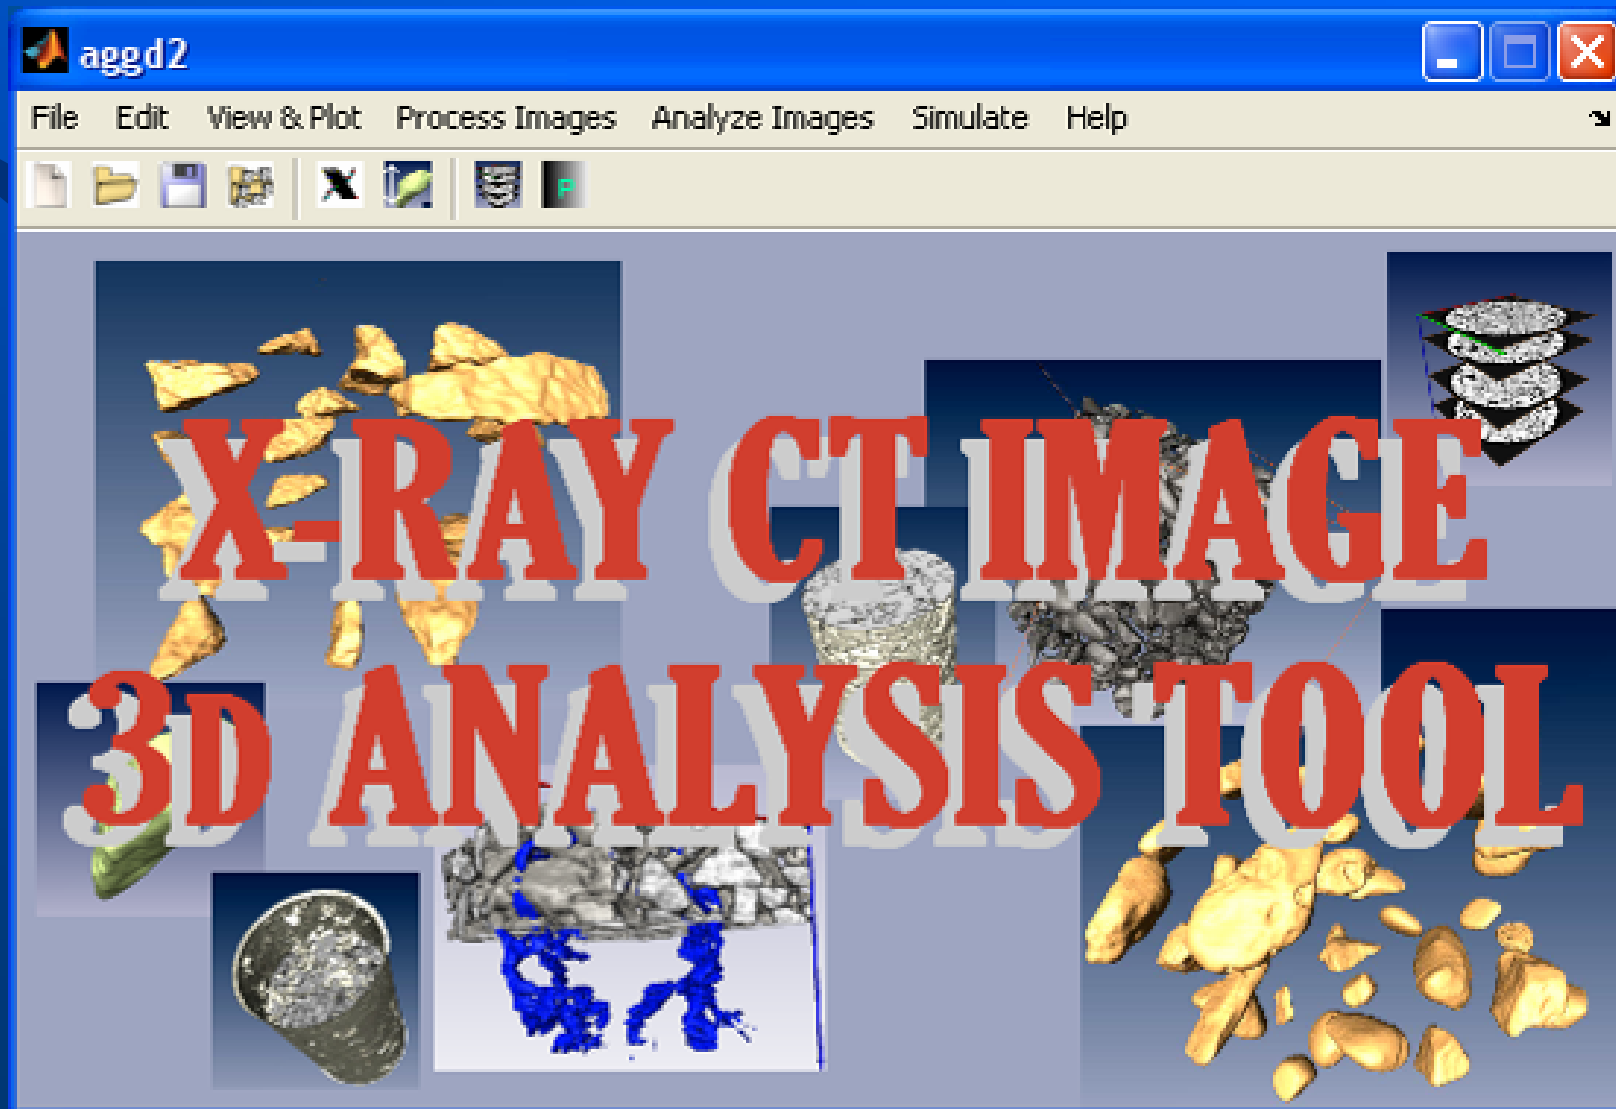 aggd2
File Edit View & Plot Process Images Analyze Images Simulate Help
P
X-RAY CT IMAGE
3D ANALYSIS TOOL